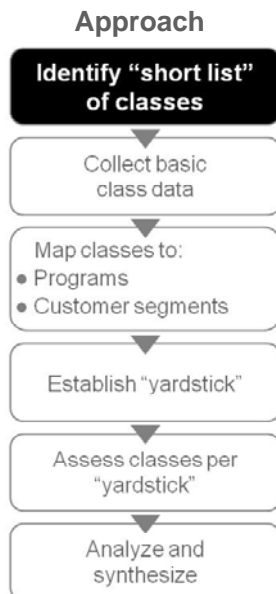 Approach
Identify “short list”
of classes
Collect basic
class data
Map classes to:
● Programs
● Customer segments
Establish “yardstick”
Assess classes per
“yardstick”
Analyze and
synthesize